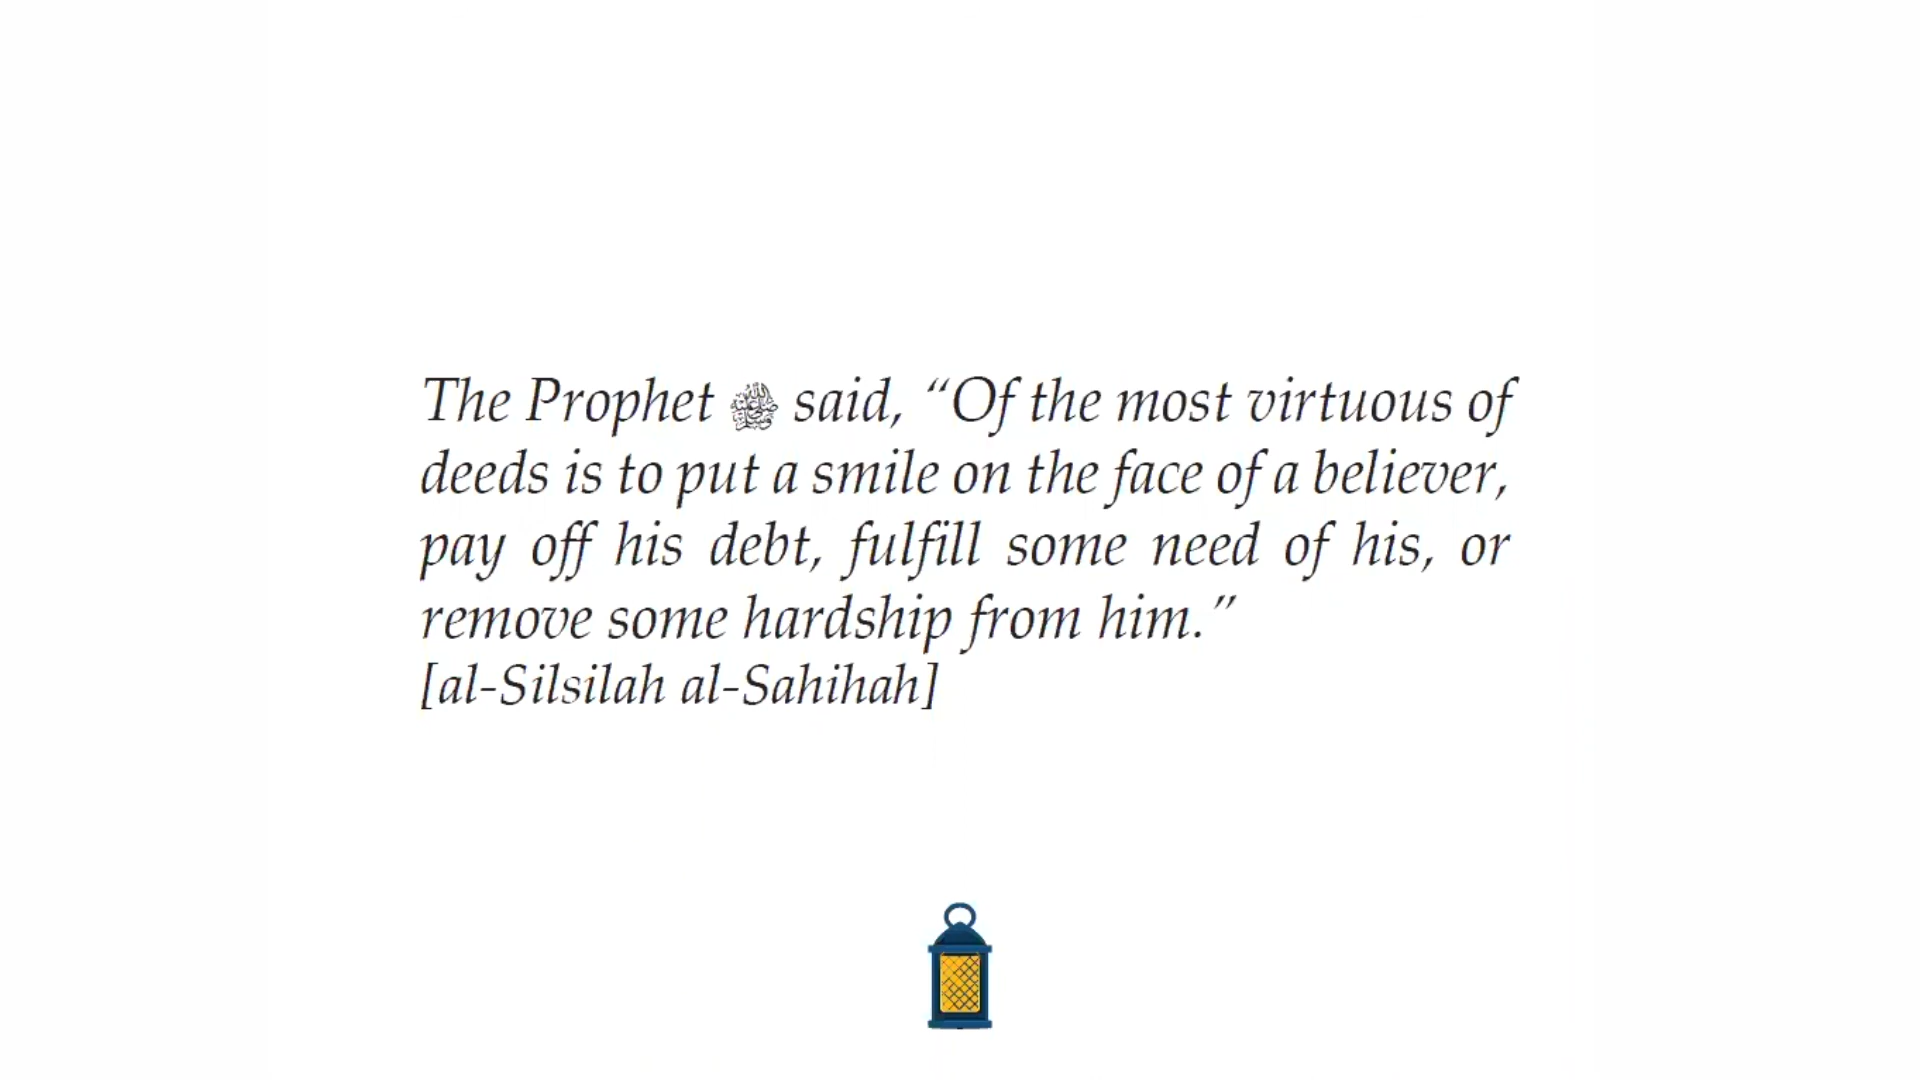 The Prophet ﷺ said, “Of the most virtuous of
deeds is to put a smile on the face of a believer,
pay off his debt, fulfill some need of his, or
remove some hardship from him.”
[al-Silsilah al-Sahihah]